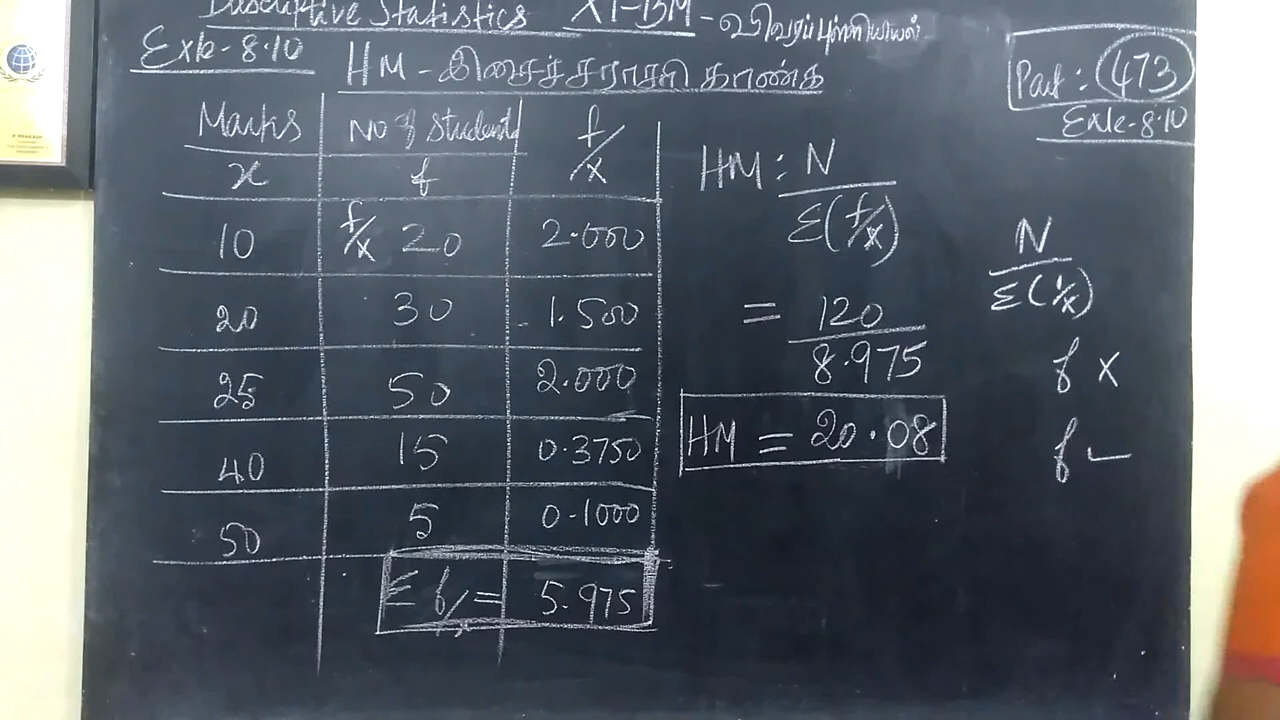 Descriptive Statistics XI-BM - விவரப் புள்ளியியல்
Exle-8.10 HM - இசைச் சராசரி காண்க
Part: 473
Exle-8.10
Marks No of student f/x
x f
10 f/x 20 2.000
20 30 1.500
25 50 2.000
40 15 0.3750
50 5 0.1000
Σ f/x = 5.975
HM: N
Σ(f/x)
= 120
8.975
HM = 20.08
N
Σ(1/x)
f x
f